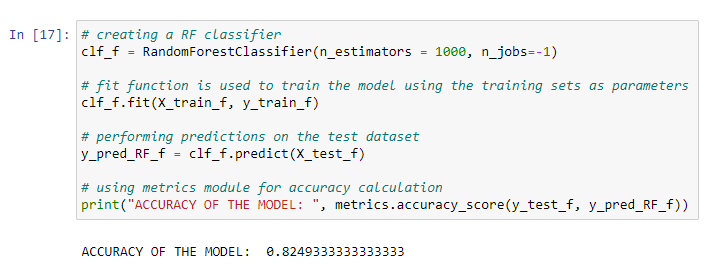 In [17]: # creating a RF classifier
clf_f = RandomForestClassifier(n_estimators = 1000, n_jobs=-1)
# fit function is used to train the model using the training sets as parameters
clf_f.fit(X_train_f, y_train_f)
# performing predictions on the test dataset
y_pred_RF_f = clf_f.predict(X_test_f)
# using metrics module for accuracy calculation
print("ACCURACY OF THE MODEL: ", metrics.accuracy_score(y_test_f, y_pred_RF_f))
ACCURACY OF THE MODEL:  0.8249333333333333